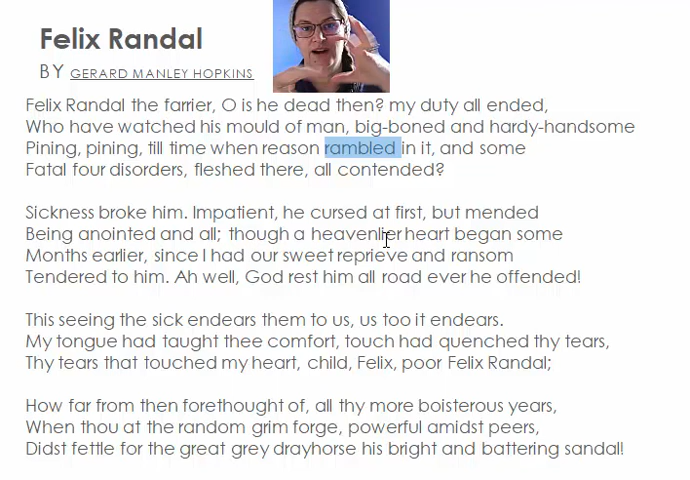 Felix Randal
BY GERARD MANLEY HOPKINS
Felix Randal the farrier, O is he dead then? my duty all ended,
Who have watched his mould of man, big-boned and hardy-handsome
Pining, pining, till time when reason rambled in it, and some
Fatal four disorders, fleshed there, all contended?
Sickness broke him. Impatient, he cursed at first, but mended
Being anointed and all; though a heavenlier heart began some
Months earlier, since I had our sweet reprieve and ransom
Tendered to him. Ah well, God rest him all road ever he offended!
This seeing the sick endears them to us, us too it endears.
My tongue had taught thee comfort, touch had quenched thy tears,
Thy tears that touched my heart, child, Felix, poor Felix Randal;
How far from then forethought of, all thy more boisterous years,
When thou at the random grim forge, powerful amidst peers,
Didst fettle for the great grey drayhorse his bright and battering sandal!